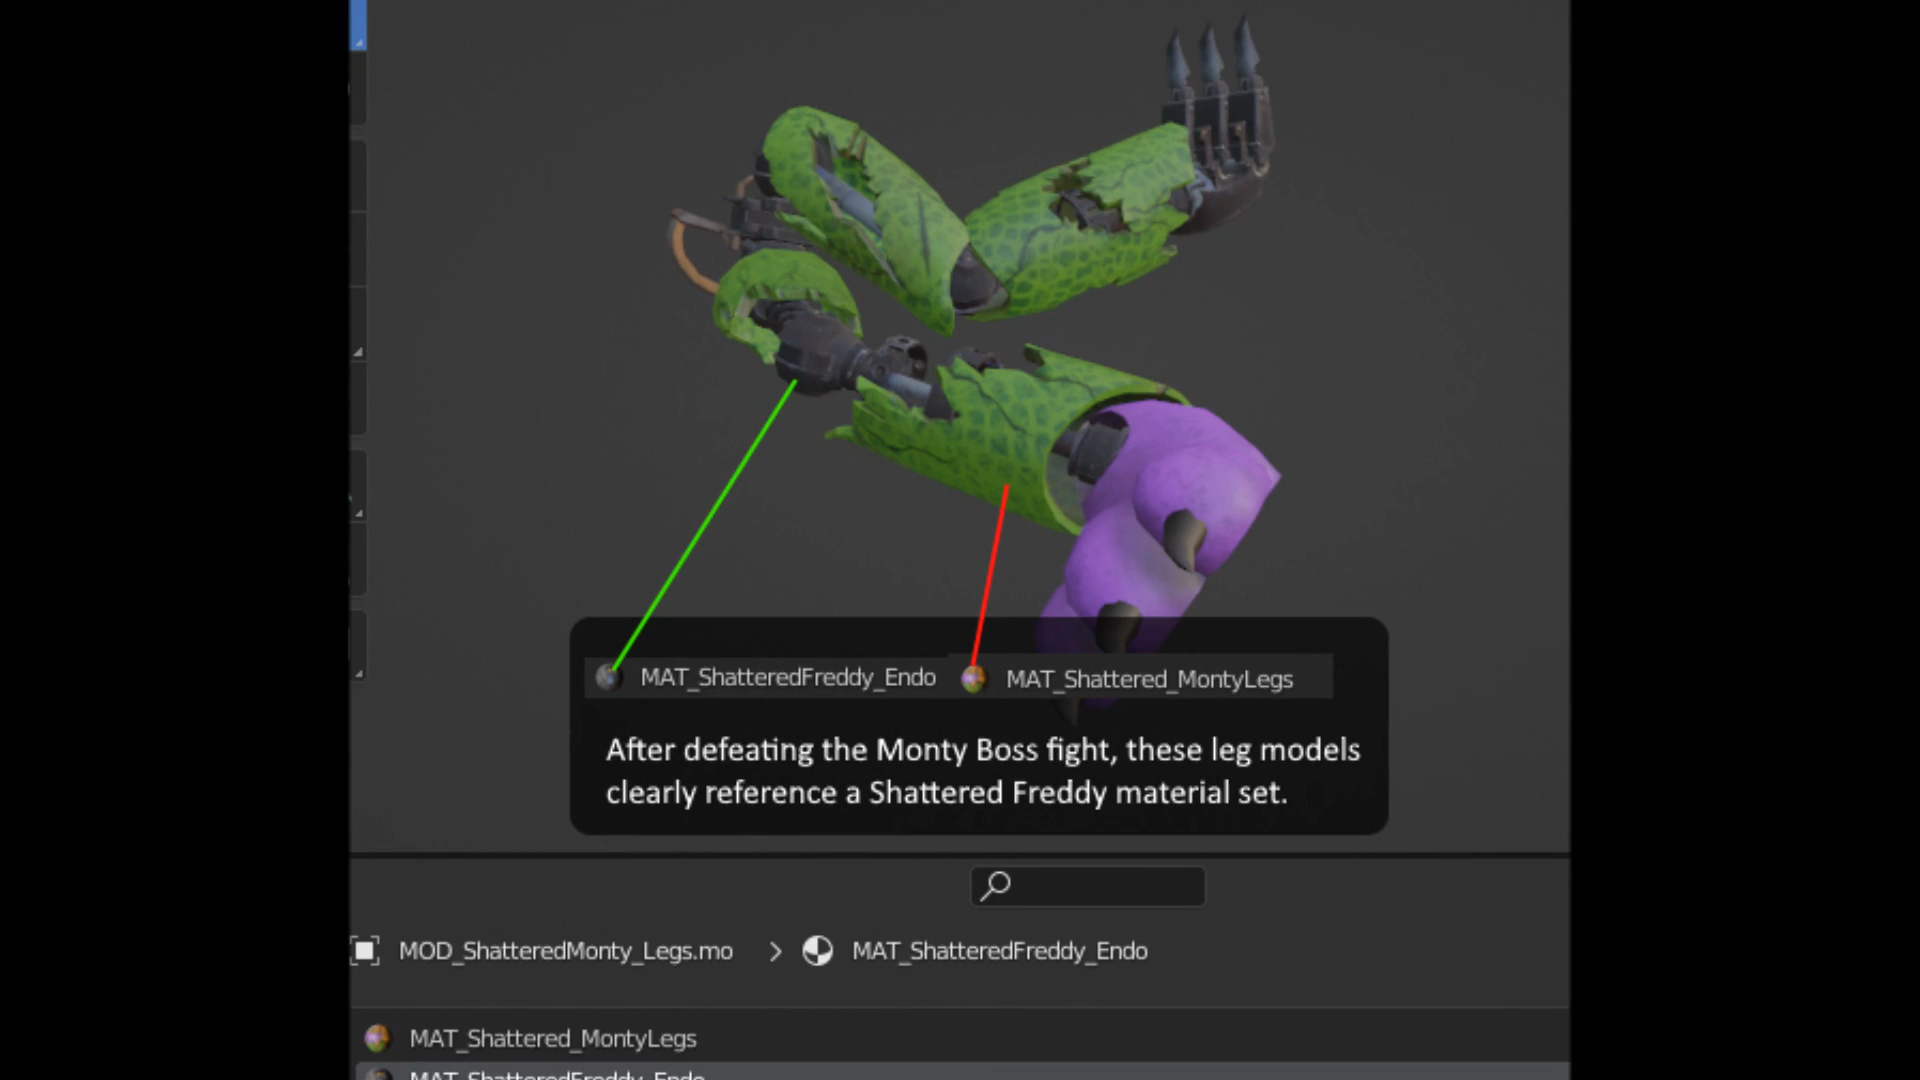 MAT_ShatteredFreddy_Endo MAT_Shattered_MontyLegs
After defeating the Monty Boss fight, these leg models
clearly reference a Shattered Freddy material set.
MOD_ShatteredMonty_Legs.mo > MAT_ShatteredFreddy_Endo
MAT_Shattered_MontyLegs
MAT_ShatteredFreddy_Endo